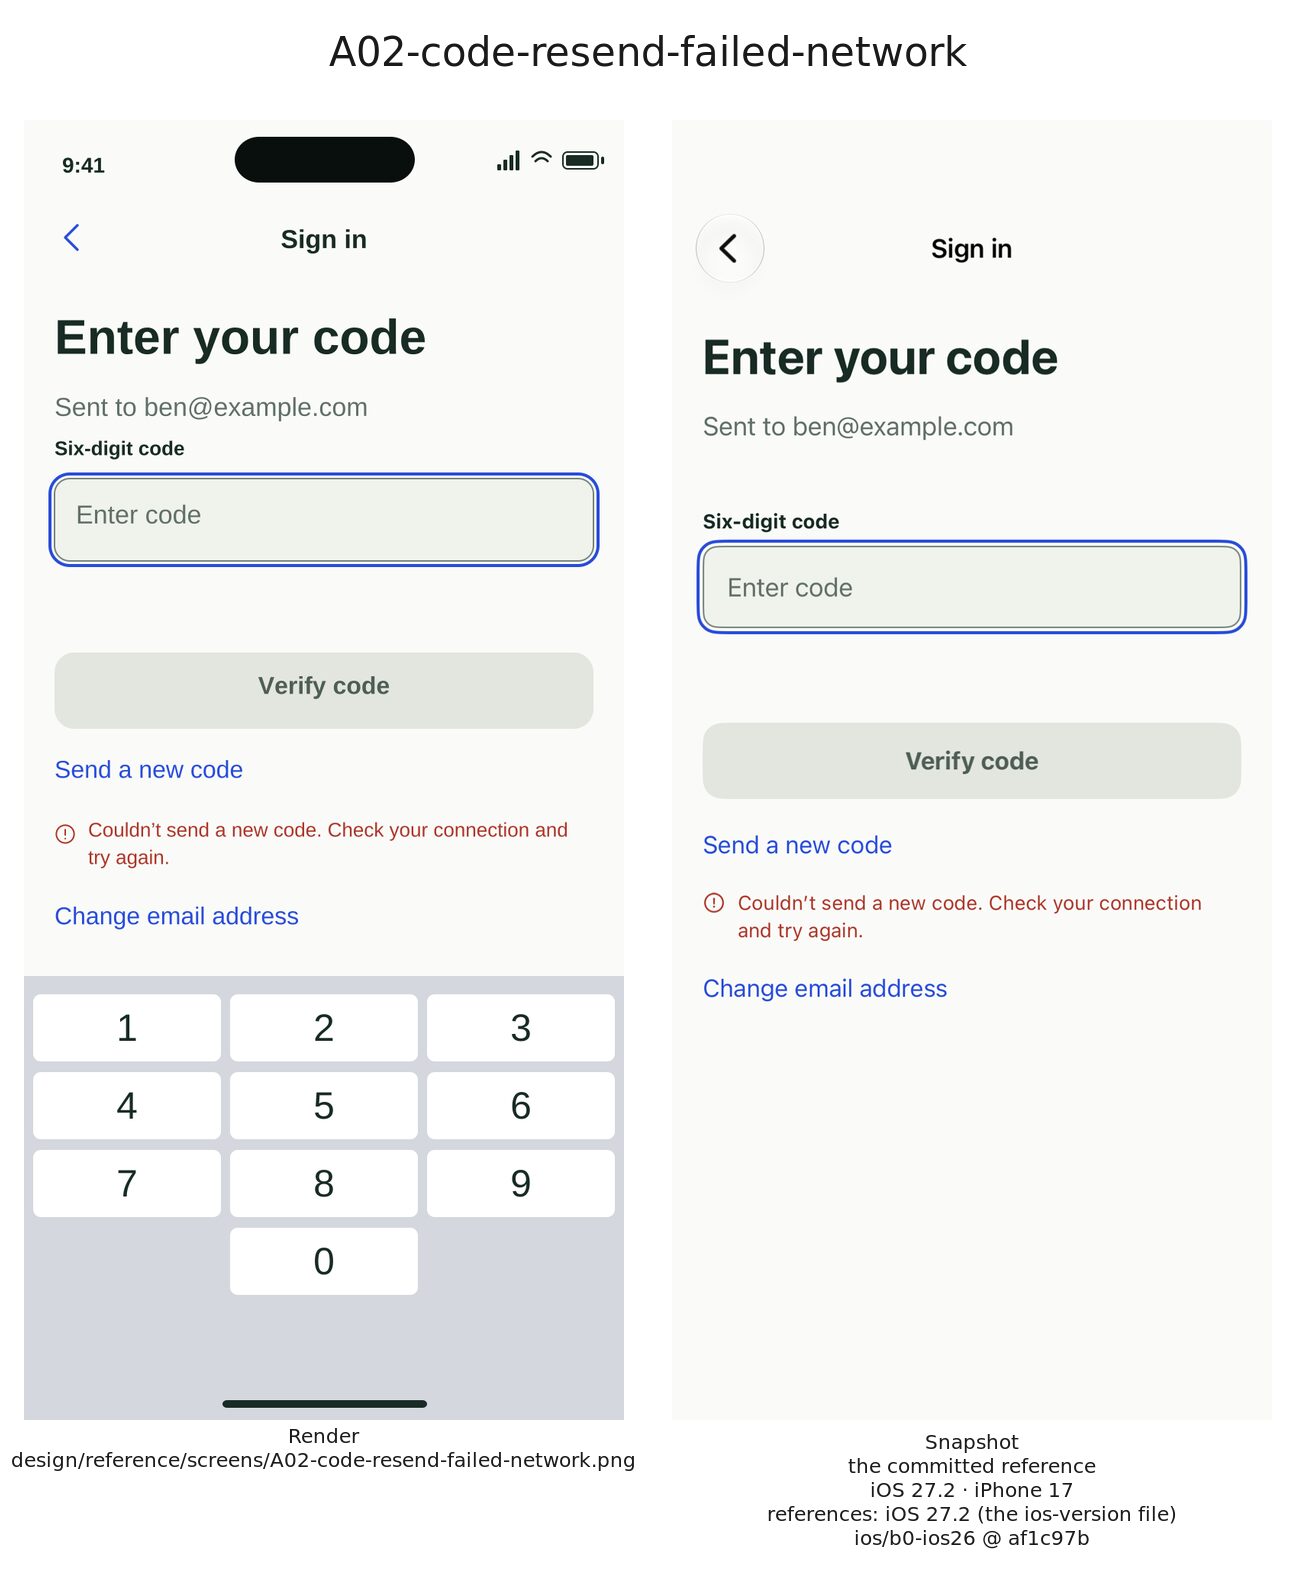 A02-code-resend-failed-network
9:41
Sign in
Enter your code
Sent to ben@example.com
Six-digit code
Enter code
Verify code
Send a new code
Couldn’t send a new code. Check your connection and
try again.
Change email address
1 2 3
4 5 6
7 8 9
0
Render
design/reference/screens/A02-code-resend-failed-network.png
Sign in
Enter your code
Sent to ben@example.com
Six-digit code
Enter code
Verify code
Send a new code
Couldn’t send a new code. Check your connection
and try again.
Change email address
Snapshot
the committed reference
iOS 27.2 · iPhone 17
references: iOS 27.2 (the ios-version file)
ios/b0-ios26 @ af1c97b